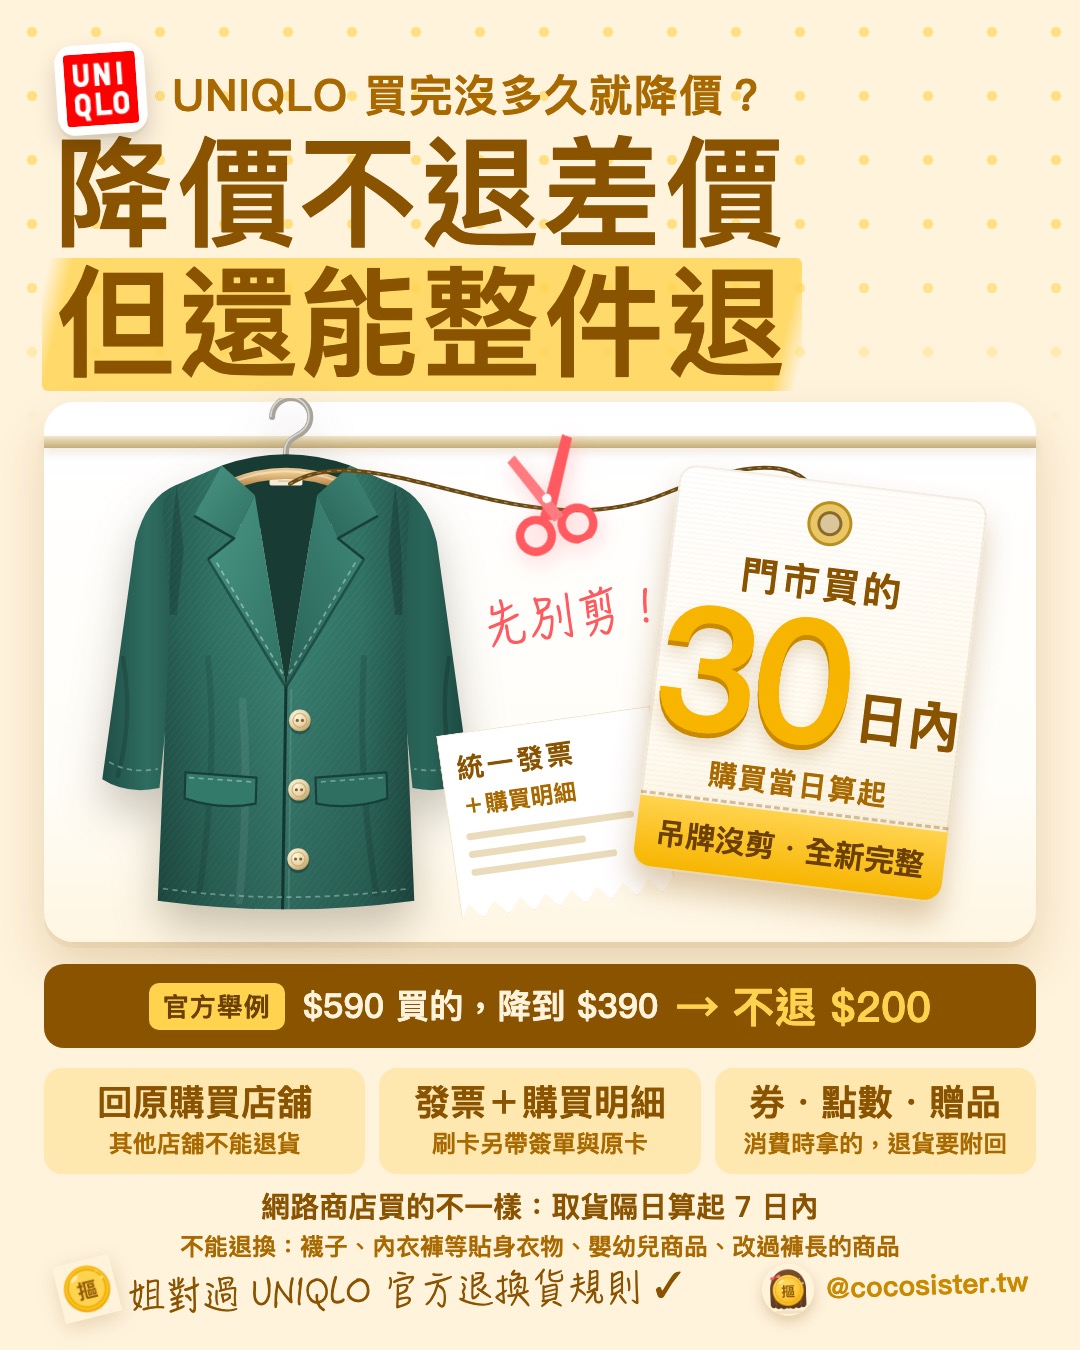 UNI
QLO
UNIQLO 買完沒多久就降價？
降價不退差價
但還能整件退
先別剪！
門市買的
30日內
購買當日算起
吊牌沒剪·全新完整
統一發票
＋購買明細
官方舉例 $590 買的，降到 $390 → 不退 $200
回原購買店舖
其他店舖不能退貨
發票＋購買明細
刷卡另帶簽單與原卡
券·點數·贈品
消費時拿的，退貨要附回
網路商店買的不一樣：取貨隔日算起 7 日內
不能退換：襪子、內衣褲等貼身衣物、嬰幼兒商品、改過褲長的商品
摳 姐對過 UNIQLO 官方退換貨規則 ✓
摳 @cocosister.tw